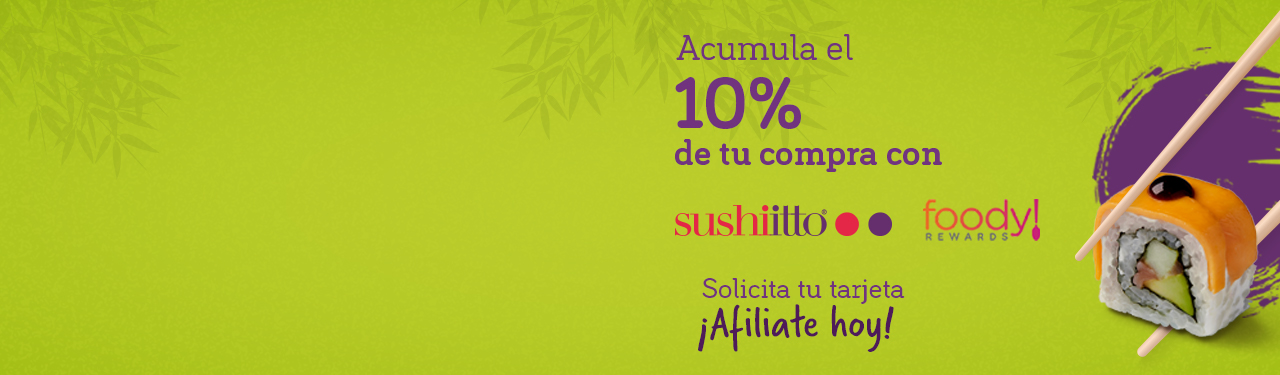 Acumula el
10%
de tu compra con
sushiitto®
foody!
REWARDS
Solicita tu tarjeta
¡Afiliate hoy!